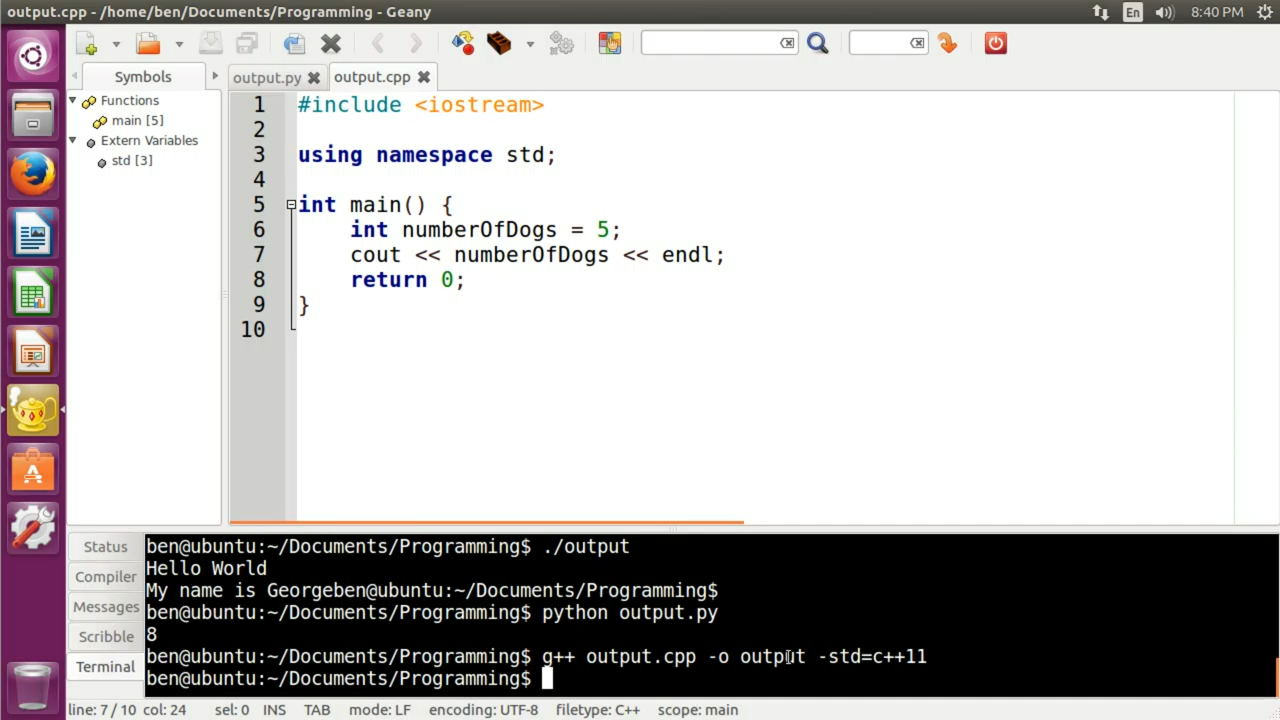 output.cpp - /home/ben/Documents/Programming - Geany
En
8:40 PM
Symbols
output.py
output.cpp
Functions
main [5]
Extern Variables
std [3]
1 #include <iostream>
2
3 using namespace std;
4
5 int main() {
6     int numberOfDogs = 5;
7     cout << numberOfDogs << endl;
8     return 0;
9 }
10
Status
Compiler
Messages
Scribble
Terminal
ben@ubuntu:~/Documents/Programming$ ./output
Hello World
My name is Georgeben@ubuntu:~/Documents/Programming$
ben@ubuntu:~/Documents/Programming$ python output.py
8
ben@ubuntu:~/Documents/Programming$ g++ output.cpp -o output -std=c++11
ben@ubuntu:~/Documents/Programming$
line: 7 / 10 col: 24 sel: 0 INS TAB mode: LF encoding: UTF-8 filetype: C++ scope: main